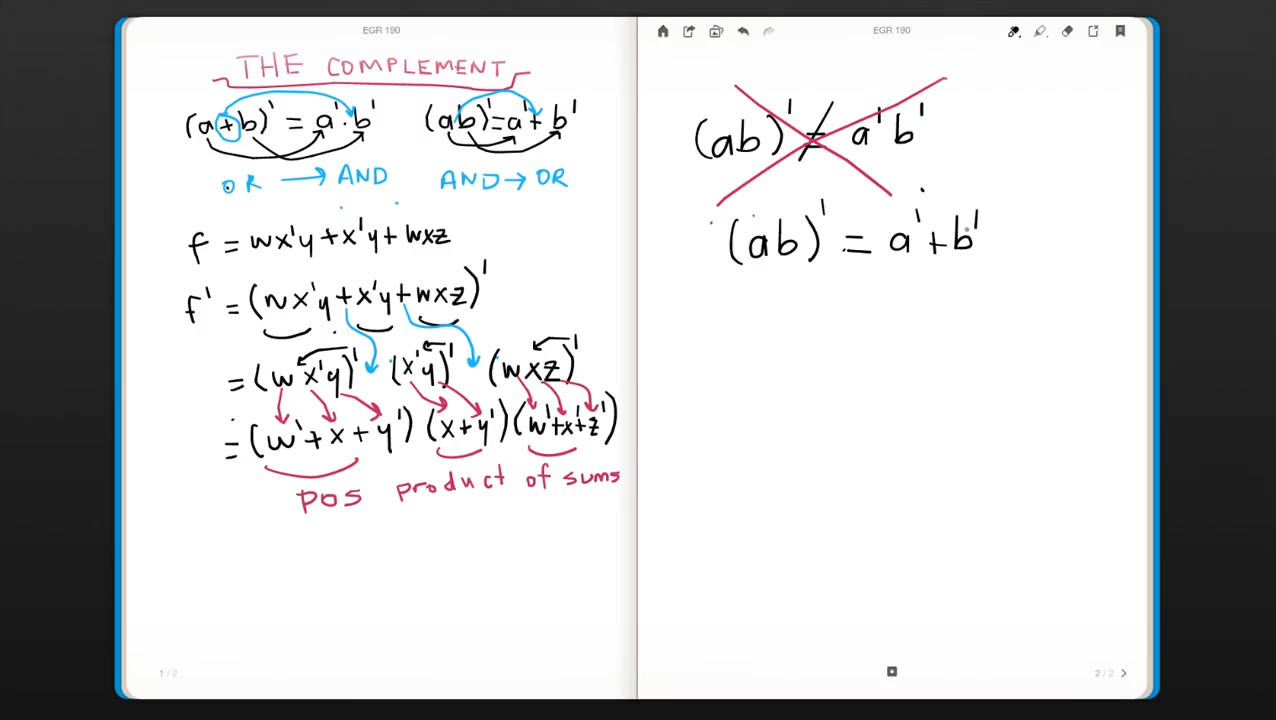 EGR 190
THE COMPLEMENT
(a+b)' = a'·b' (ab)'=a'+b'
OR → AND AND→OR
f = wx'y+x'y+wxz
f' = (wx'y+x'y+wxz)'
=(wx'y)' (x'y)' (wxz)'
=(w'+x+y')(x+y')(w'+x'+z')
POS product of sums
1/2
EGR 190
(ab)' ≠ a'b'
(ab)' = a'+b'
2/2